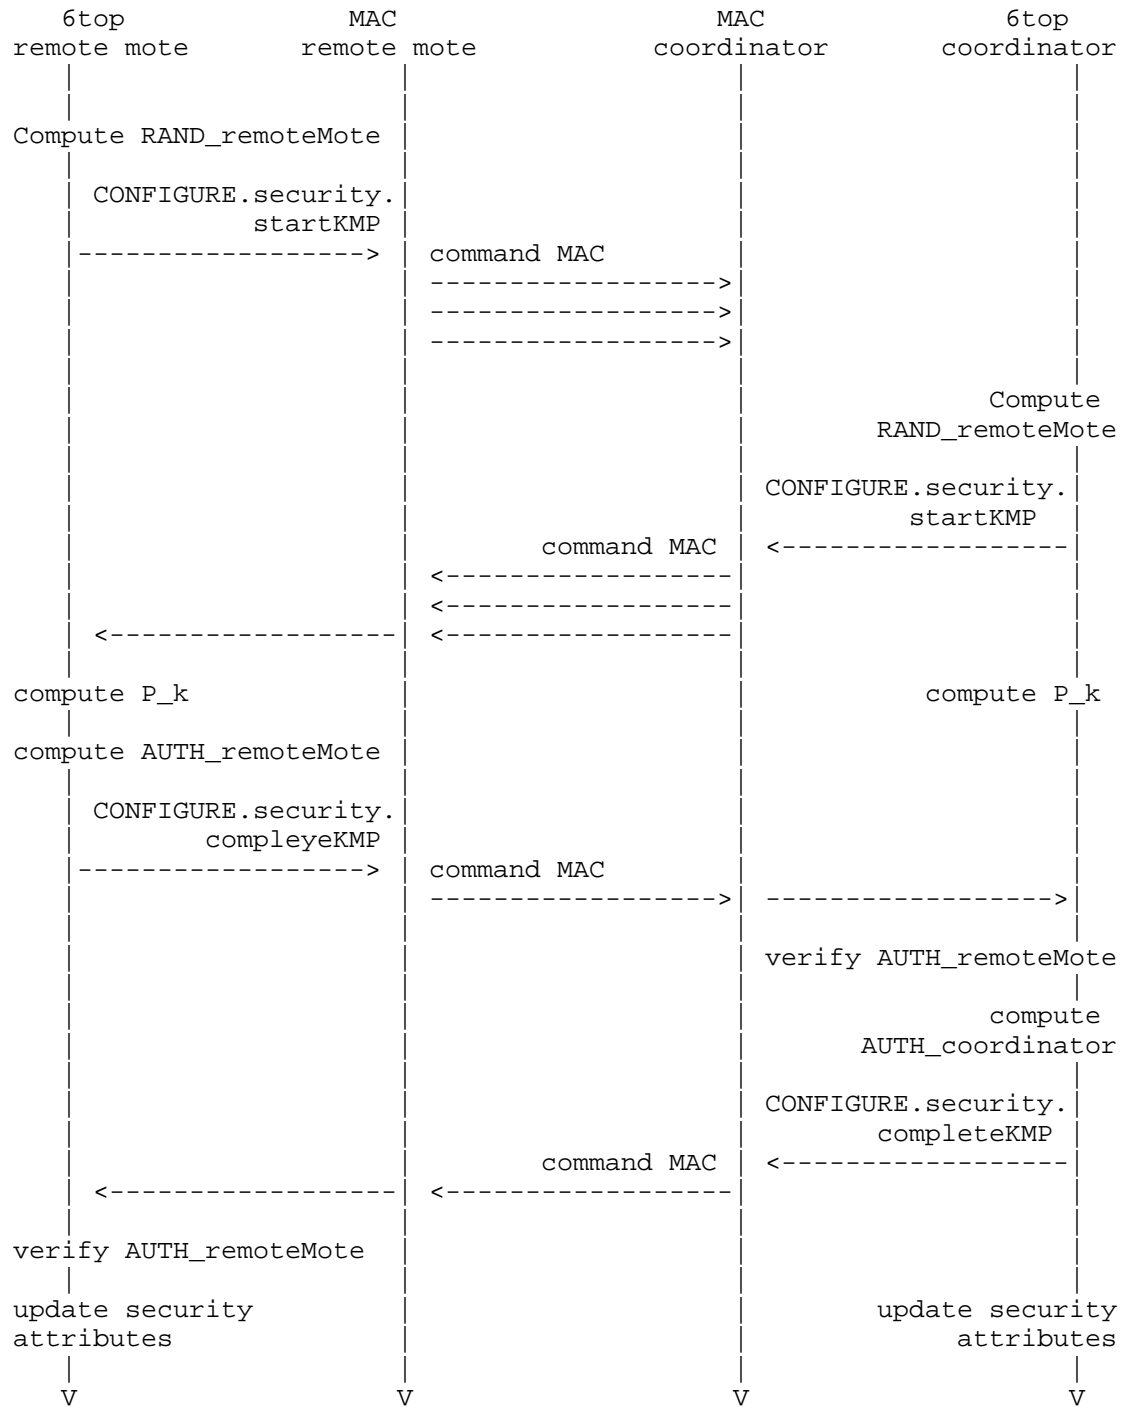 6top MAC MAC 6top
remote mote remote mote coordinator coordinator
Compute RAND_remoteMote
CONFIGURE.security.
startKMP
command MAC
Compute
RAND_remoteMote
CONFIGURE.security.
startKMP
command MAC
compute P_k compute P_k
compute AUTH_remoteMote
CONFIGURE.security.
compleyeKMP
command MAC
verify AUTH_remoteMote
compute
AUTH_coordinator
CONFIGURE.security.
completeKMP
command MAC
verify AUTH_remoteMote
update security update security
attributes attributes
V V V V